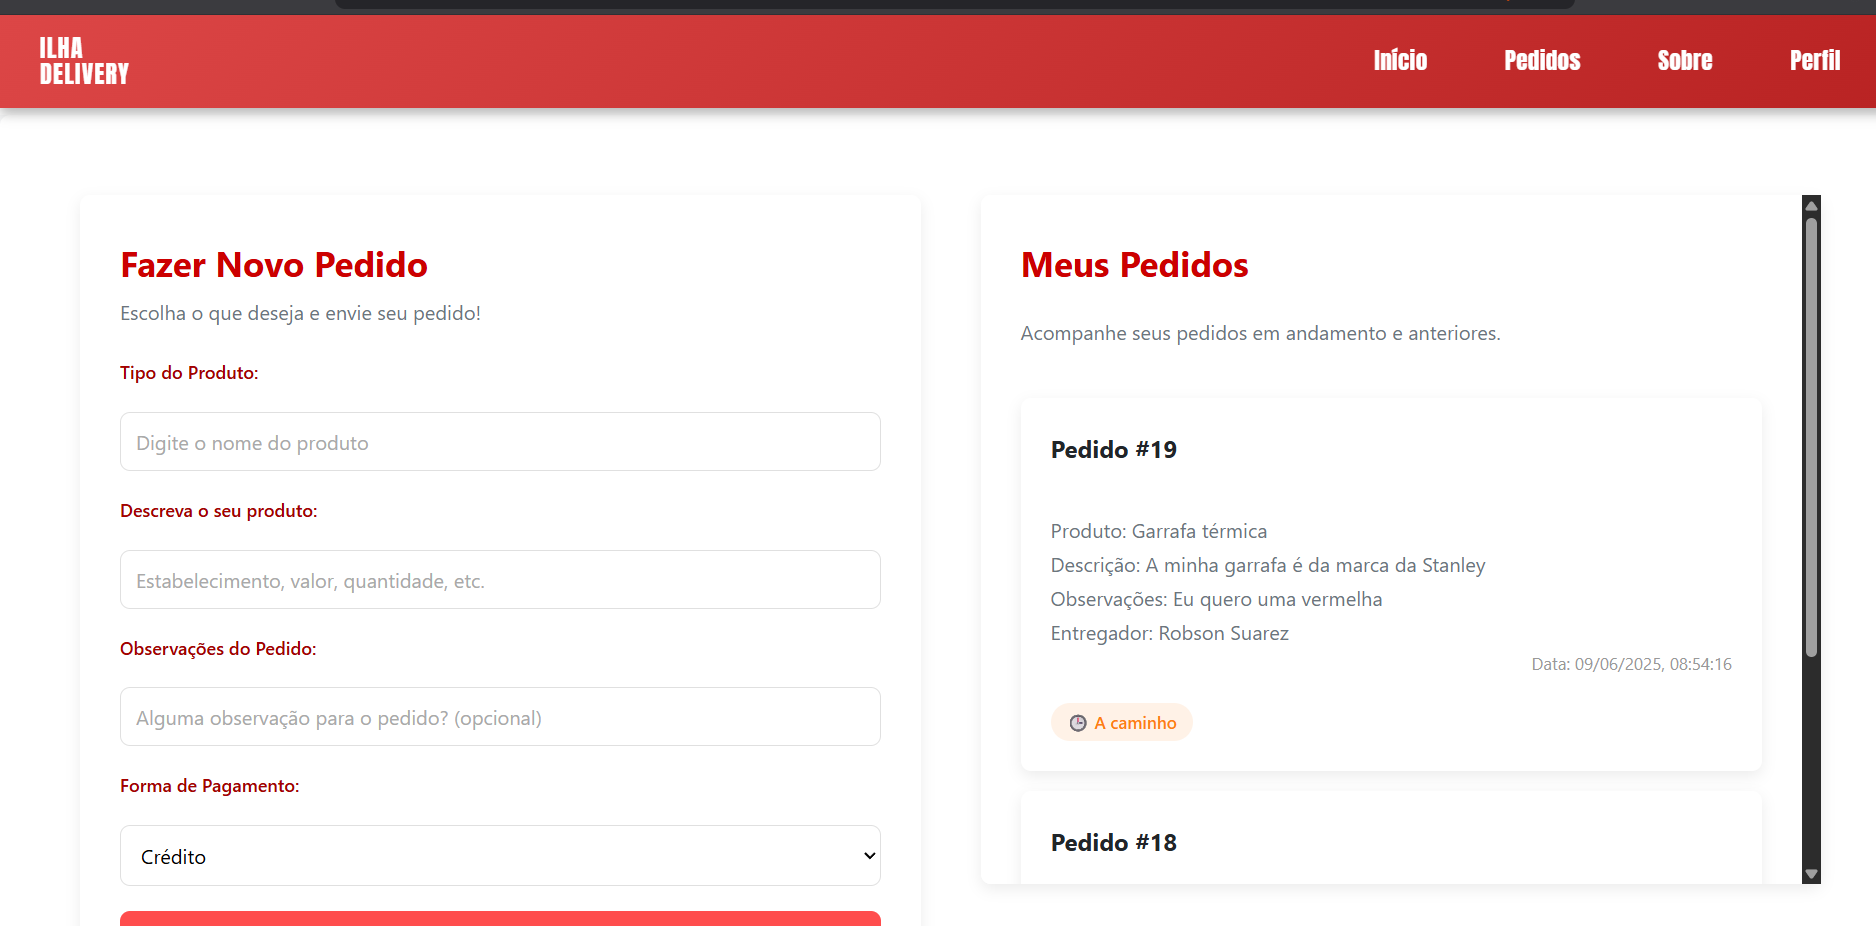 ILHA
DELIVERY
Início
Pedidos
Sobre
Perfil
Fazer Novo Pedido
Escolha o que deseja e envie seu pedido!
Tipo do Produto:
Digite o nome do produto
Descreva o seu produto:
Estabelecimento, valor, quantidade, etc.
Observações do Pedido:
Alguma observação para o pedido? (opcional)
Forma de Pagamento:
Crédito
Meus Pedidos
Acompanhe seus pedidos em andamento e anteriores.
Pedido #19
Produto: Garrafa térmica
Descrição: A minha garrafa é da marca da Stanley
Observações: Eu quero uma vermelha
Entregador: Robson Suarez
Data: 09/06/2025, 08:54:16
A caminho
Pedido #18